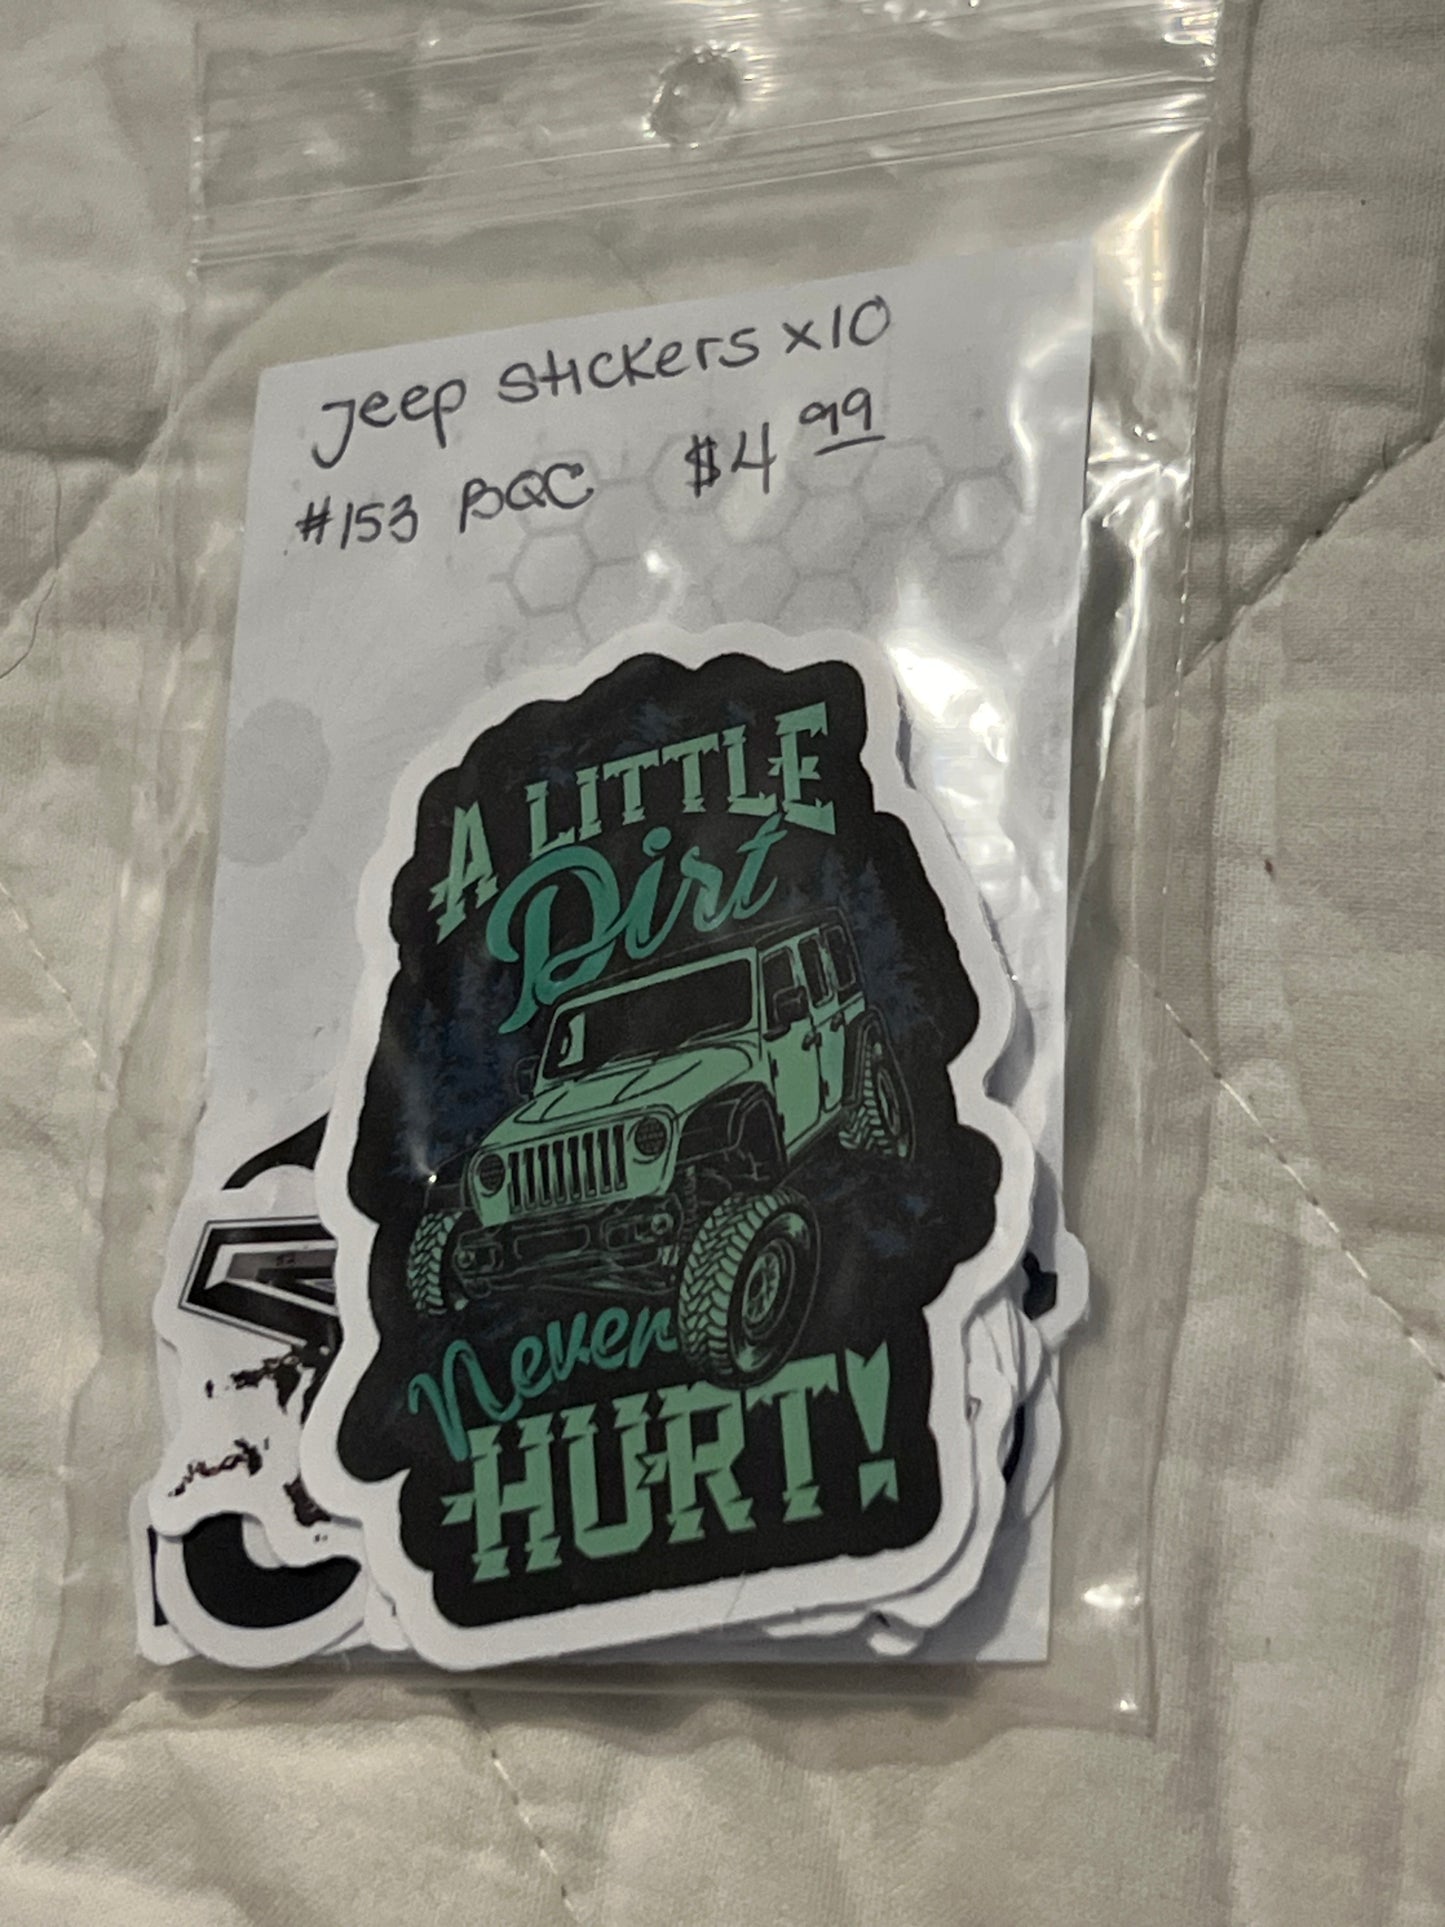 Jeep Stickers x10
#153 BQC $4.99
A LITTLE
Dirt
Never
HURT!